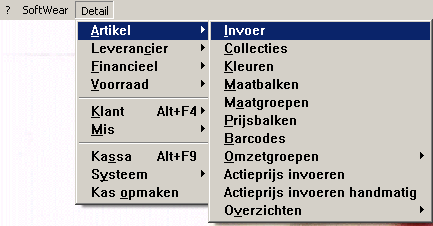 ? SoftWear Detail
Artikel
Leverancier
Financieel
Voorraad
Klant Alt+F4
Mis
Kassa Alt+F9
Systeem
Kas opmaken
Invoer
Collecties
Kleuren
Maatbalken
Maatgroepen
Prijsbalken
Barcodes
Omzetgroepen
Actieprijs invoeren
Actieprijs invoeren handmatig
Overzichten